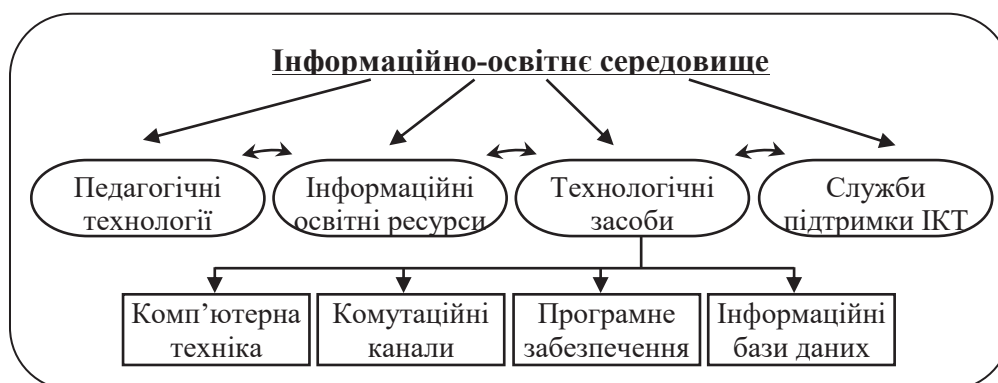 Інформаційно-освітнє середовище
Педагогічні
технології
Інформаційні
освітні ресурси
Технологічні
засоби
Служби
підтримки ІКТ
Комп’ютерна
техніка
Комутаційні
канали
Програмне
забезпечення
Інформаційні
бази даних